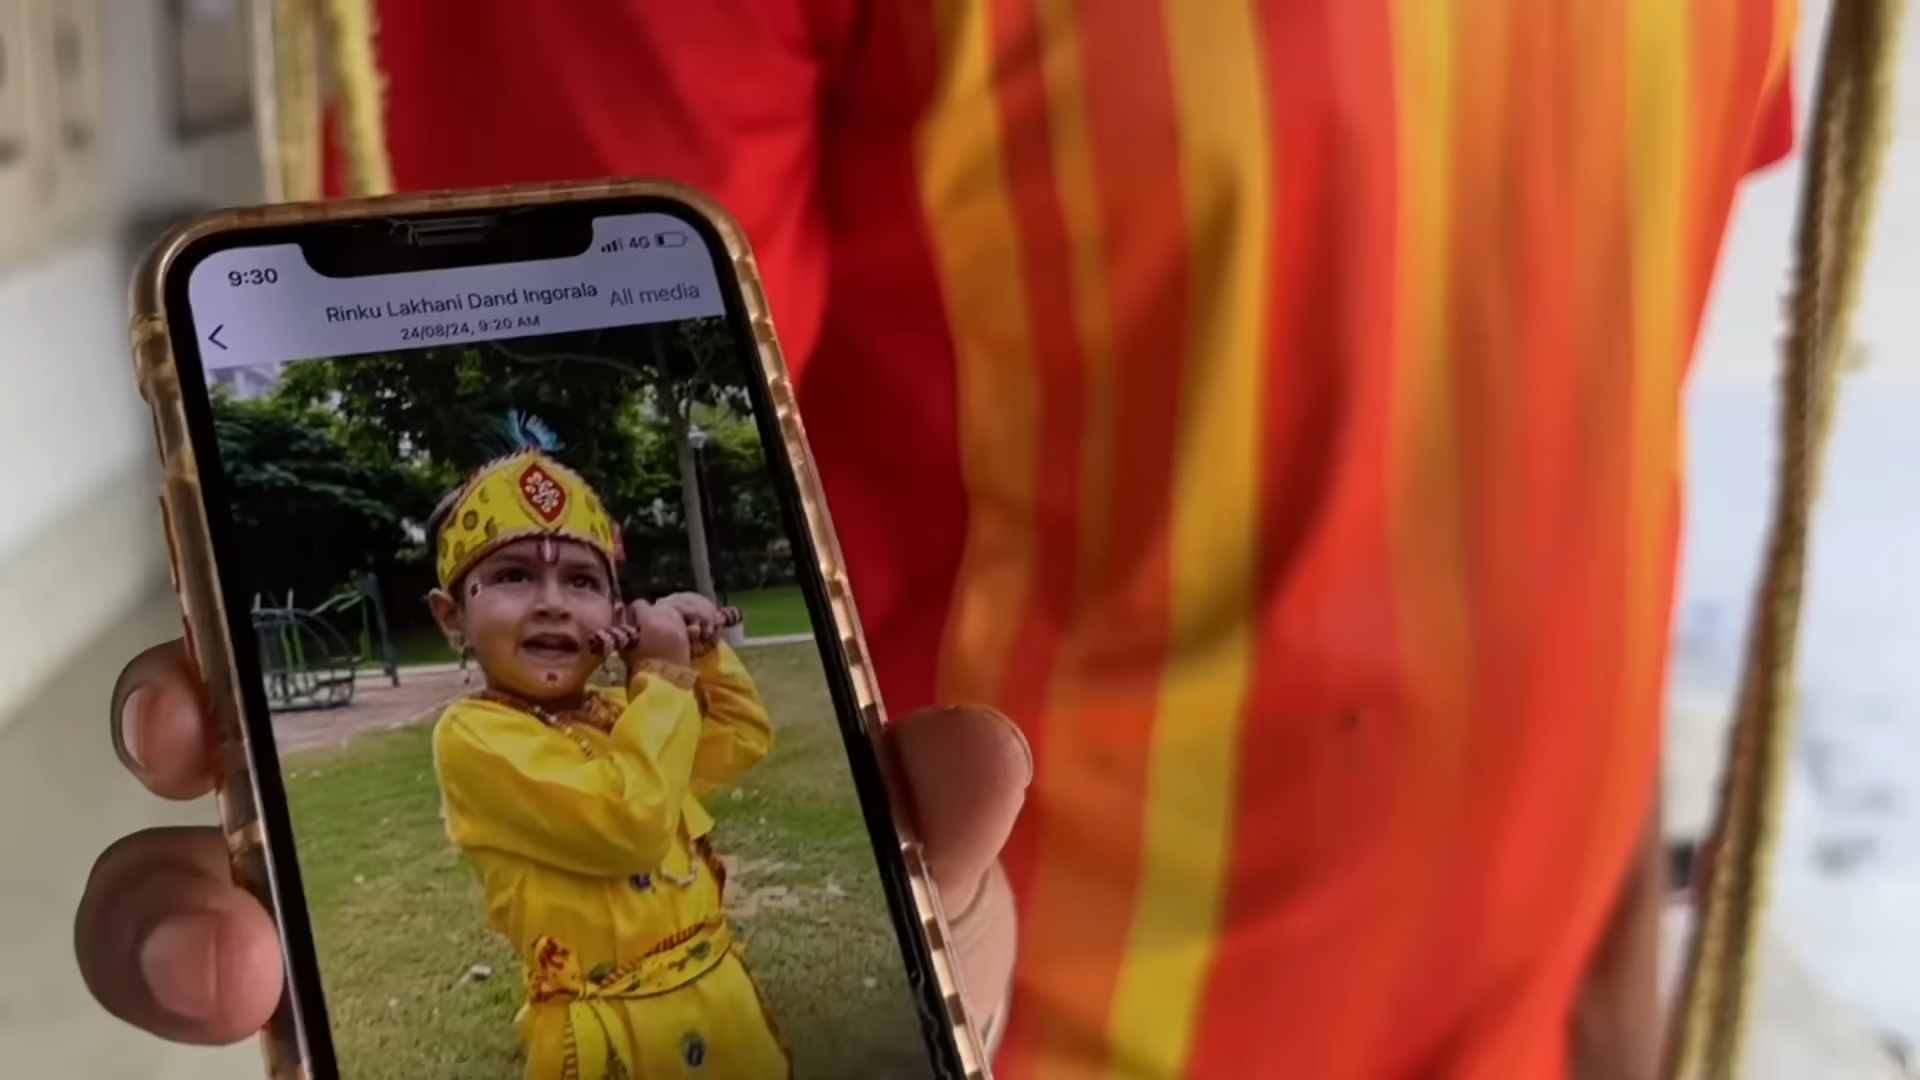 9:30
4G
Rinku Lakhani Dand Ingorala
All media
24/08/24, 9:20 AM